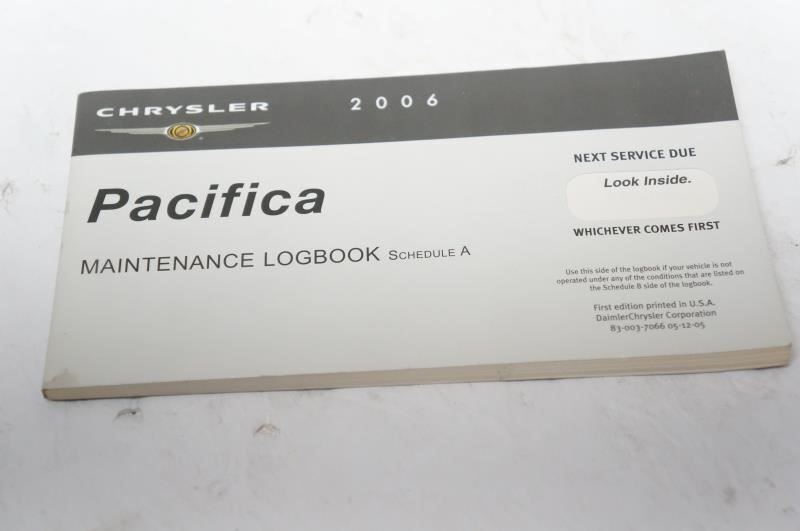 CHRYSLER
2006
Pacifica
MAINTENANCE LOGBOOK SCHEDULE A
NEXT SERVICE DUE
Look Inside.
WHICHEVER COMES FIRST
Use this side of the logbook if your vehicle is not
operated under any of the conditions that are listed on
the Schedule B side of the logbook.
First edition printed in U.S.A.
DaimlerChrysler Corporation
83-003-7066 05-12-05